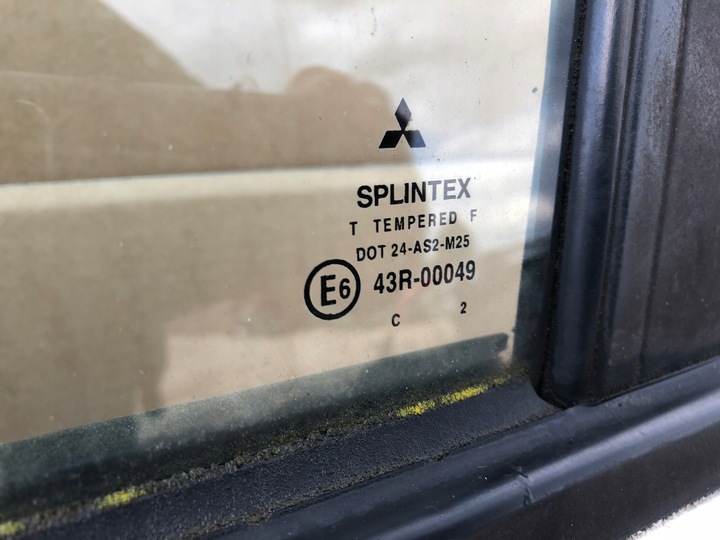 SPLINTEX
T TEMPERED F
DOT 24-AS2-M25
E6 43R-00049
C 2